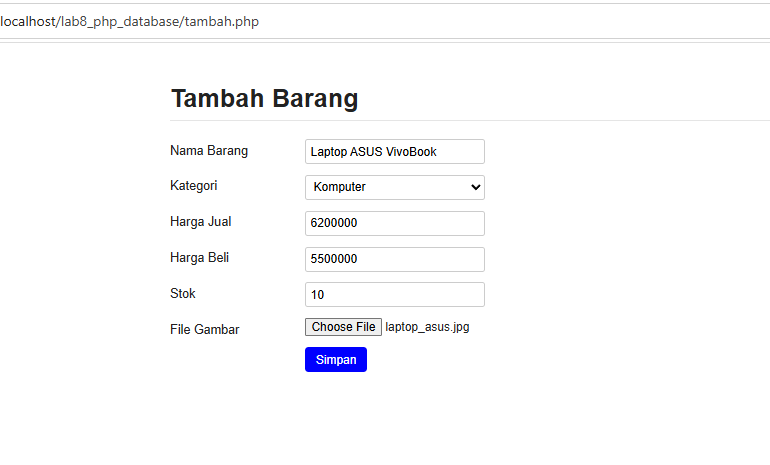 localhost/lab8_php_database/tambah.php
Tambah Barang
Nama Barang Laptop ASUS VivoBook
Kategori Komputer
Harga Jual 6200000
Harga Beli 5500000
Stok 10
File Gambar Choose File laptop_asus.jpg
Simpan